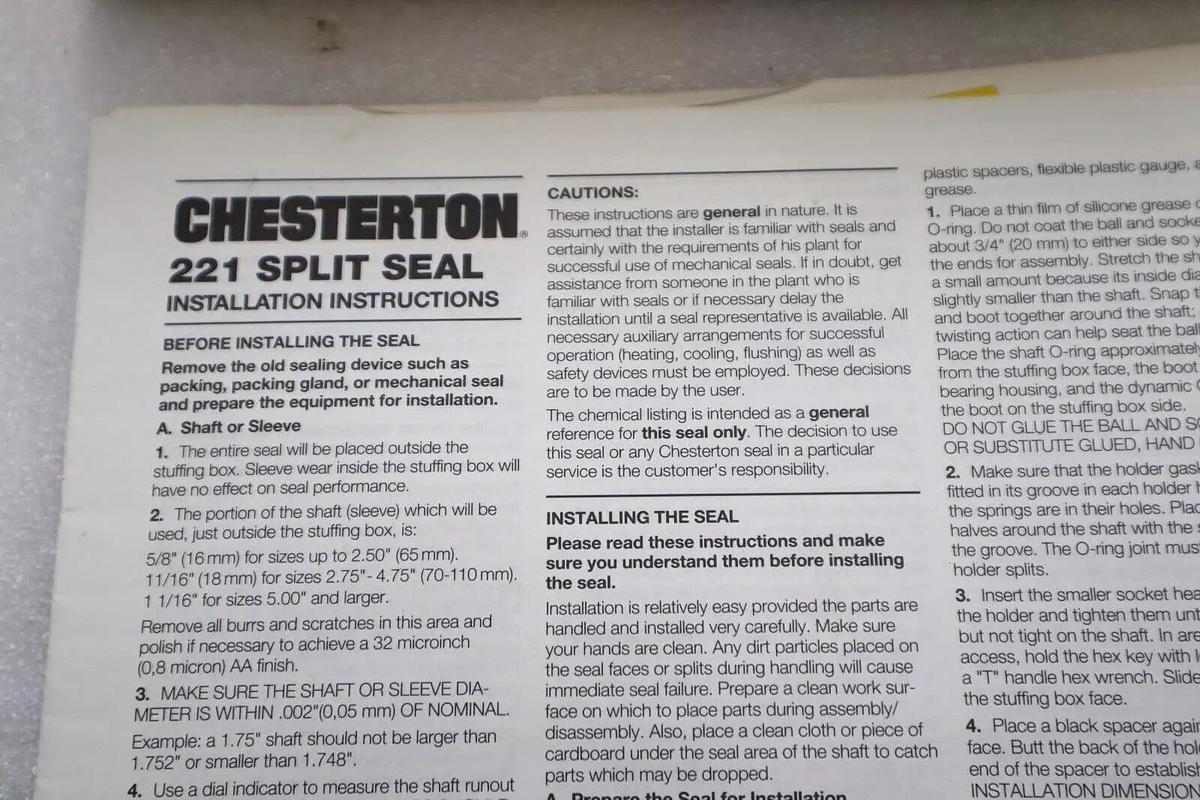 CHESTERTON®
221 SPLIT SEAL
INSTALLATION INSTRUCTIONS
BEFORE INSTALLING THE SEAL
Remove the old sealing device such as
packing, packing gland, or mechanical seal
and prepare the equipment for installation.
A. Shaft or Sleeve
1. The entire seal will be placed outside the
stuffing box. Sleeve wear inside the stuffing box will
have no effect on seal performance.
2. The portion of the shaft (sleeve) which will be
used, just outside the stuffing box, is:
5/8" (16 mm) for sizes up to 2.50" (65 mm).
11/16" (18 mm) for sizes 2.75"- 4.75" (70-110 mm).
1 1/16" for sizes 5.00" and larger.
Remove all burrs and scratches in this area and
polish if necessary to achieve a 32 microinch
(0,8 micron) AA finish.
3. MAKE SURE THE SHAFT OR SLEEVE DIA-
METER IS WITHIN .002"(0,05 mm) OF NOMINAL.
Example: a 1.75" shaft should not be larger than
1.752" or smaller than 1.748".
4. Use a dial indicator to measure the shaft runout
CAUTIONS:
These instructions are general in nature. It is
assumed that the installer is familiar with seals and
certainly with the requirements of his plant for
successful use of mechanical seals. If in doubt, get
assistance from someone in the plant who is
familiar with seals or if necessary delay the
installation until a seal representative is available. All
necessary auxiliary arrangements for successful
operation (heating, cooling, flushing) as well as
safety devices must be employed. These decisions
are to be made by the user.
The chemical listing is intended as a general
reference for this seal only. The decision to use
this seal or any Chesterton seal in a particular
service is the customer's responsibility.
INSTALLING THE SEAL
Please read these instructions and make
sure you understand them before installing
the seal.
Installation is relatively easy provided the parts are
handled and installed very carefully. Make sure
your hands are clean. Any dirt particles placed on
the seal faces or splits during handling will cause
immediate seal failure. Prepare a clean work sur-
face on which to place parts during assembly/
disassembly. Also, place a clean cloth or piece of
cardboard under the seal area of the shaft to catch
parts which may be dropped.
A. Prepare the Seal for Installation
plastic spacers, flexible plastic gauge,
grease.
1. Place a thin film of silicone grease
O-ring. Do not coat the ball and
about 3/4" (20 mm) to either side so
the ends for assembly. Stretch the
a small amount because its inside
slightly smaller than the shaft. Snap
and boot together around the shaft;
twisting action can help seat the
Place the shaft O-ring
from the stuffing box face, the boot
bearing housing, and the dynamic
the boot on the stuffing box side.
DO NOT GLUE THE BALL AND
OR SUBSTITUTE GLUED, HAND
2. Make sure that the holder
fitted in its groove in each holder
the springs are in their holes.
halves around the shaft with the
the groove. The O-ring joint
holder splits.
3. Insert the smaller socket
the holder and tighten them
but not tight on the shaft. In
access, hold the hex key with
a "T" handle hex wrench.
the stuffing box face.
4. Place a black spacer
face. Butt the back of the
end of the spacer to
INSTALLATION DIMENSION